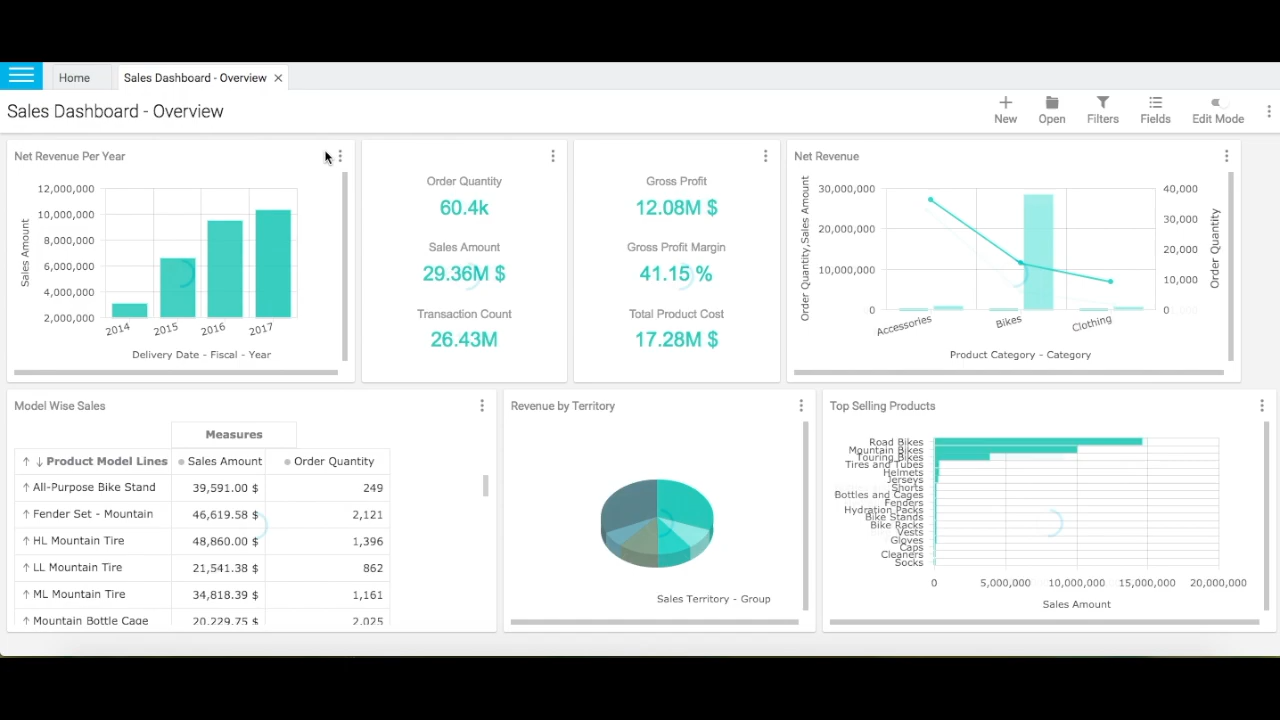 Home
Sales Dashboard - Overview
Sales Dashboard - Overview
New
Open
Filters
Fields
Edit Mode
Net Revenue Per Year
12,000,000
10,000,000
8,000,000
6,000,000
4,000,000
2,000,000
Sales Amount
2014
2015
2016
2017
Delivery Date - Fiscal - Year
Order Quantity
60.4k
Sales Amount
29.36M $
Transaction Count
26.43M
Gross Profit
12.08M $
Gross Profit Margin
41.15 %
Total Product Cost
17.28M $
Net Revenue
Order Quantity,Sales Amount
30,000,000
20,000,000
10,000,000
0
40,000
30,000
20,000
10,000
0
Order Quantity
Accessories
Bikes
Clothing
Product Category - Category
Model Wise Sales
Measures
↑ ↓ Product Model Lines Sales Amount Order Quantity
↑ All-Purpose Bike Stand 39,591.00 $ 249
↑ Fender Set - Mountain 46,619.58 $ 2,121
↑ HL Mountain Tire 48,860.00 $ 1,396
↑ LL Mountain Tire 21,541.38 $ 862
↑ ML Mountain Tire 34,818.39 $ 1,161
↑ Mountain Bottle Cage 20,229.75 $ 2,025
Revenue by Territory
Sales Territory - Group
Top Selling Products
Road Bikes
Mountain Bikes
Touring Bikes
Tires and Tubes
Helmets
Jerseys
Shorts
Bottles and Cages
Fenders
Hydration Packs
Bike Stands
Bike Racks
Vests
Gloves
Caps
Cleaners
Socks
0
5,000,000
10,000,000
15,000,000
20,000,000
Sales Amount